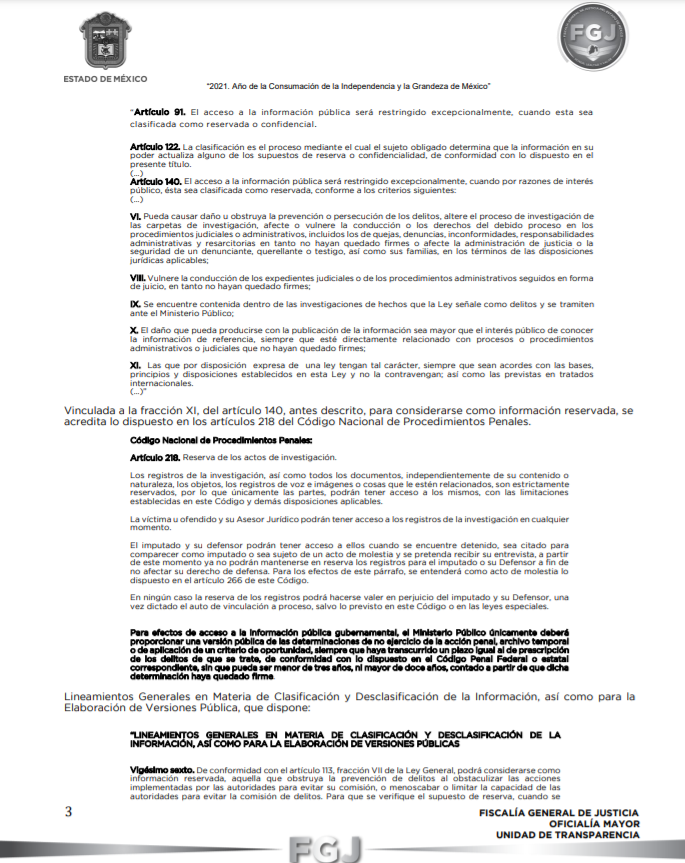 FGJ
ESTADO DE MÉXICO
“2021. Año de la Consumación de la Independencia y la Grandeza de México”
“Artículo 91. El acceso a la información pública será restringido excepcionalmente, cuando esta sea
clasificada como reservada o confidencial.
Artículo 122. La clasificación es el proceso mediante el cual el sujeto obligado determina que la información en su
poder actualiza alguno de los supuestos de reserva o confidencialidad, de conformidad con lo dispuesto en el
presente título.
(...)
Artículo 140. El acceso a la información pública será restringido excepcionalmente, cuando por razones de interés
público, ésta sea clasificada como reservada, conforme a los criterios siguientes:
(...)
VI. Pueda causar daño u obstruya la prevención o persecución de los delitos, altere el proceso de investigación de
las carpetas de investigación, afecte o vulnere la conducción o los derechos del debido proceso en los
procedimientos judiciales o administrativos, incluidos los de quejas, denuncias, inconformidades, responsabilidades
administrativas y resarcitorias en tanto no hayan quedado firmes o afecte la administración de justicia o la
seguridad de un denunciante, querellante o testigo, así como sus familias, en los términos de las disposiciones
jurídicas aplicables;
VIII. Vulnere la conducción de los expedientes judiciales o de los procedimientos administrativos seguidos en forma
de juicio, en tanto no hayan quedado firmes;
IX. Se encuentre contenida dentro de las investigaciones de hechos que la Ley señale como delitos y se tramiten
ante el Ministerio Público;
X. El daño que pueda producirse con la publicación de la información sea mayor que el interés público de conocer
la información de referencia, siempre que esté directamente relacionado con procesos o procedimientos
administrativos o judiciales que no hayan quedado firmes;
XI. Las que por disposición expresa de una ley tengan tal carácter, siempre que sean acordes con las bases,
principios y disposiciones establecidos en esta Ley y no la contravengan; así como las previstas en tratados
internacionales.
(...)”
Vinculada a la fracción XI, del artículo 140, antes descrito, para considerarse como información reservada, se
acredita lo dispuesto en los artículos 218 del Código Nacional de Procedimientos Penales.
Código Nacional de Procedimientos Penales:
Artículo 218. Reserva de los actos de investigación.
Los registros de la investigación, así como todos los documentos, independientemente de su contenido o
naturaleza, los objetos, los registros de voz e imágenes o cosas que le estén relacionados, son estrictamente
reservados, por lo que únicamente las partes, podrán tener acceso a los mismos, con las limitaciones
establecidas en este Código y demás disposiciones aplicables.
La víctima u ofendido y su Asesor Jurídico podrán tener acceso a los registros de la investigación en cualquier
momento.
El imputado y su defensor podrán tener acceso a ellos cuando se encuentre detenido, sea citado para
comparecer como imputado o sea sujeto de un acto de molestia y se pretenda recibir su entrevista, a partir
de este momento ya no podrán mantenerse en reserva los registros para el imputado o su Defensor a fin de
no afectar su derecho de defensa. Para los efectos de este párrafo, se entenderá como acto de molestia lo
dispuesto en el artículo 266 de este Código.
En ningún caso la reserva de los registros podrá hacerse valer en perjuicio del imputado y su Defensor, una
vez dictado el auto de vinculación a proceso, salvo lo previsto en este Código o en las leyes especiales.
Para efectos de acceso a la información pública gubernamental, el Ministerio Público únicamente deberá
proporcionar una versión pública de las determinaciones de no ejercicio de la acción penal, archivo temporal
o de aplicación de un criterio de oportunidad, siempre que haya transcurrido un plazo igual al de prescripción
de los delitos de que se trate, de conformidad con lo dispuesto en el Código Penal Federal o estatal
correspondiente, sin que pueda ser menor de tres años, ni mayor de doce años, contado a partir de que dicha
determinación haya quedado firme.
Lineamientos Generales en Materia de Clasificación y Desclasificación de la Información, así como para la
Elaboración de Versiones Pública, que dispone:
“LINEAMIENTOS GENERALES EN MATERIA DE CLASIFICACIÓN Y DESCLASIFICACIÓN DE LA
INFORMACIÓN, ASÍ COMO PARA LA ELABORACIÓN DE VERSIONES PÚBLICAS
Vigésimo sexto. De conformidad con el artículo 113, fracción VII de la Ley General, podrá considerarse como
información reservada, aquella que obstruya la prevención de delitos al obstaculizar las acciones
implementadas por las autoridades para evitar su comisión, o menoscabar o limitar la capacidad de las
autoridades para evitar la comisión de delitos. Para que se verifique el supuesto de reserva, cuando se
3
FISCALÍA GENERAL DE JUSTICIA
OFICIALÍA MAYOR
UNIDAD DE TRANSPARENCIA
FGJ